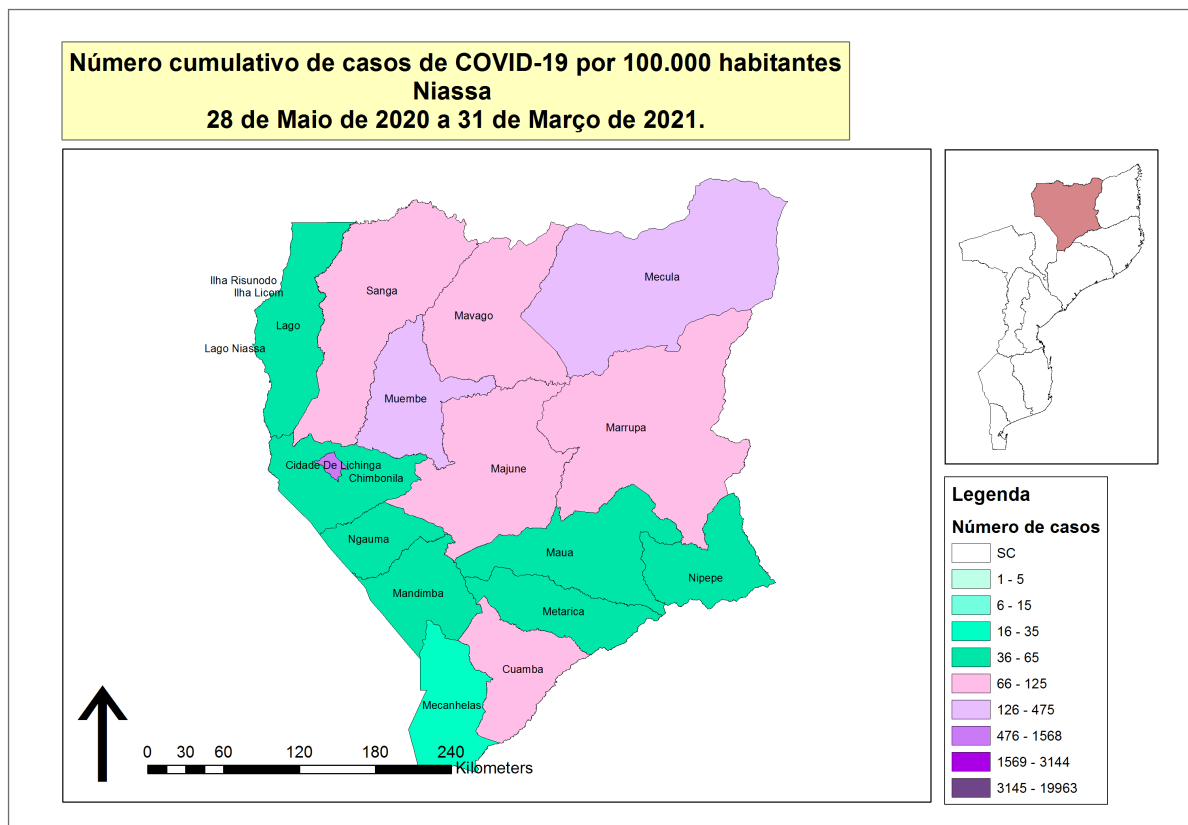 Número cumulativo de casos de COVID-19 por 100.000 habitantes
Niassa
28 de Maio de 2020 a 31 de Março de 2021.
Mecula
Ilha Risunodo
Ilha Licem
Sanga
Mavago
Lago
Lago Niassa
Muembe
Marrupa
Cidade De Lichinga
Majune
Chimbonila
Ngauma
Maua
Nipepe
Mandimba
Metarica
Cuamba
Mecanhelas
0 30 60 120 180 240
Kilometers
Legenda
Número de casos
SC
1 - 5
6 - 15
16 - 35
36 - 65
66 - 125
126 - 475
476 - 1568
1569 - 3144
3145 - 19963